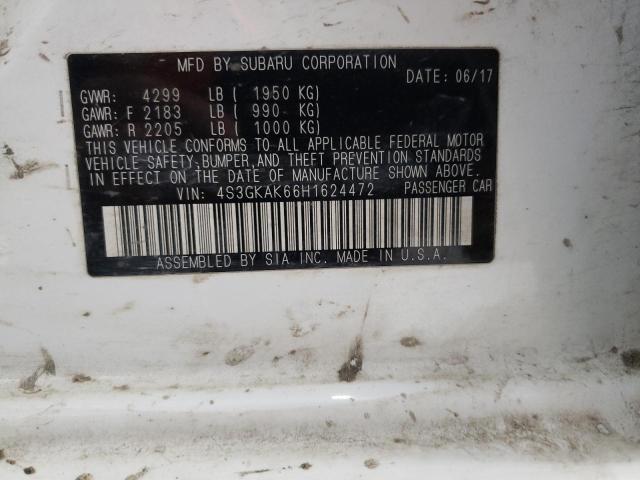 MFD BY SUBARU CORPORATION
DATE: 06/17
GVWR: 4299 LB ( 1950 KG)
GAWR: F 2183 LB ( 990 KG)
GAWR: R 2205 LB ( 1000 KG)
THIS VEHICLE CONFORMS TO ALL APPLICABLE FEDERAL MOTOR
VEHICLE SAFETY, BUMPER, AND THEFT PREVENTION STANDARDS
IN EFFECT ON THE DATE OF MANUFACTURE SHOWN ABOVE.
VIN: 4S3GKAK66H1624472 PASSENGER CAR
ASSEMBLED BY SIA INC. MADE IN U.S.A.